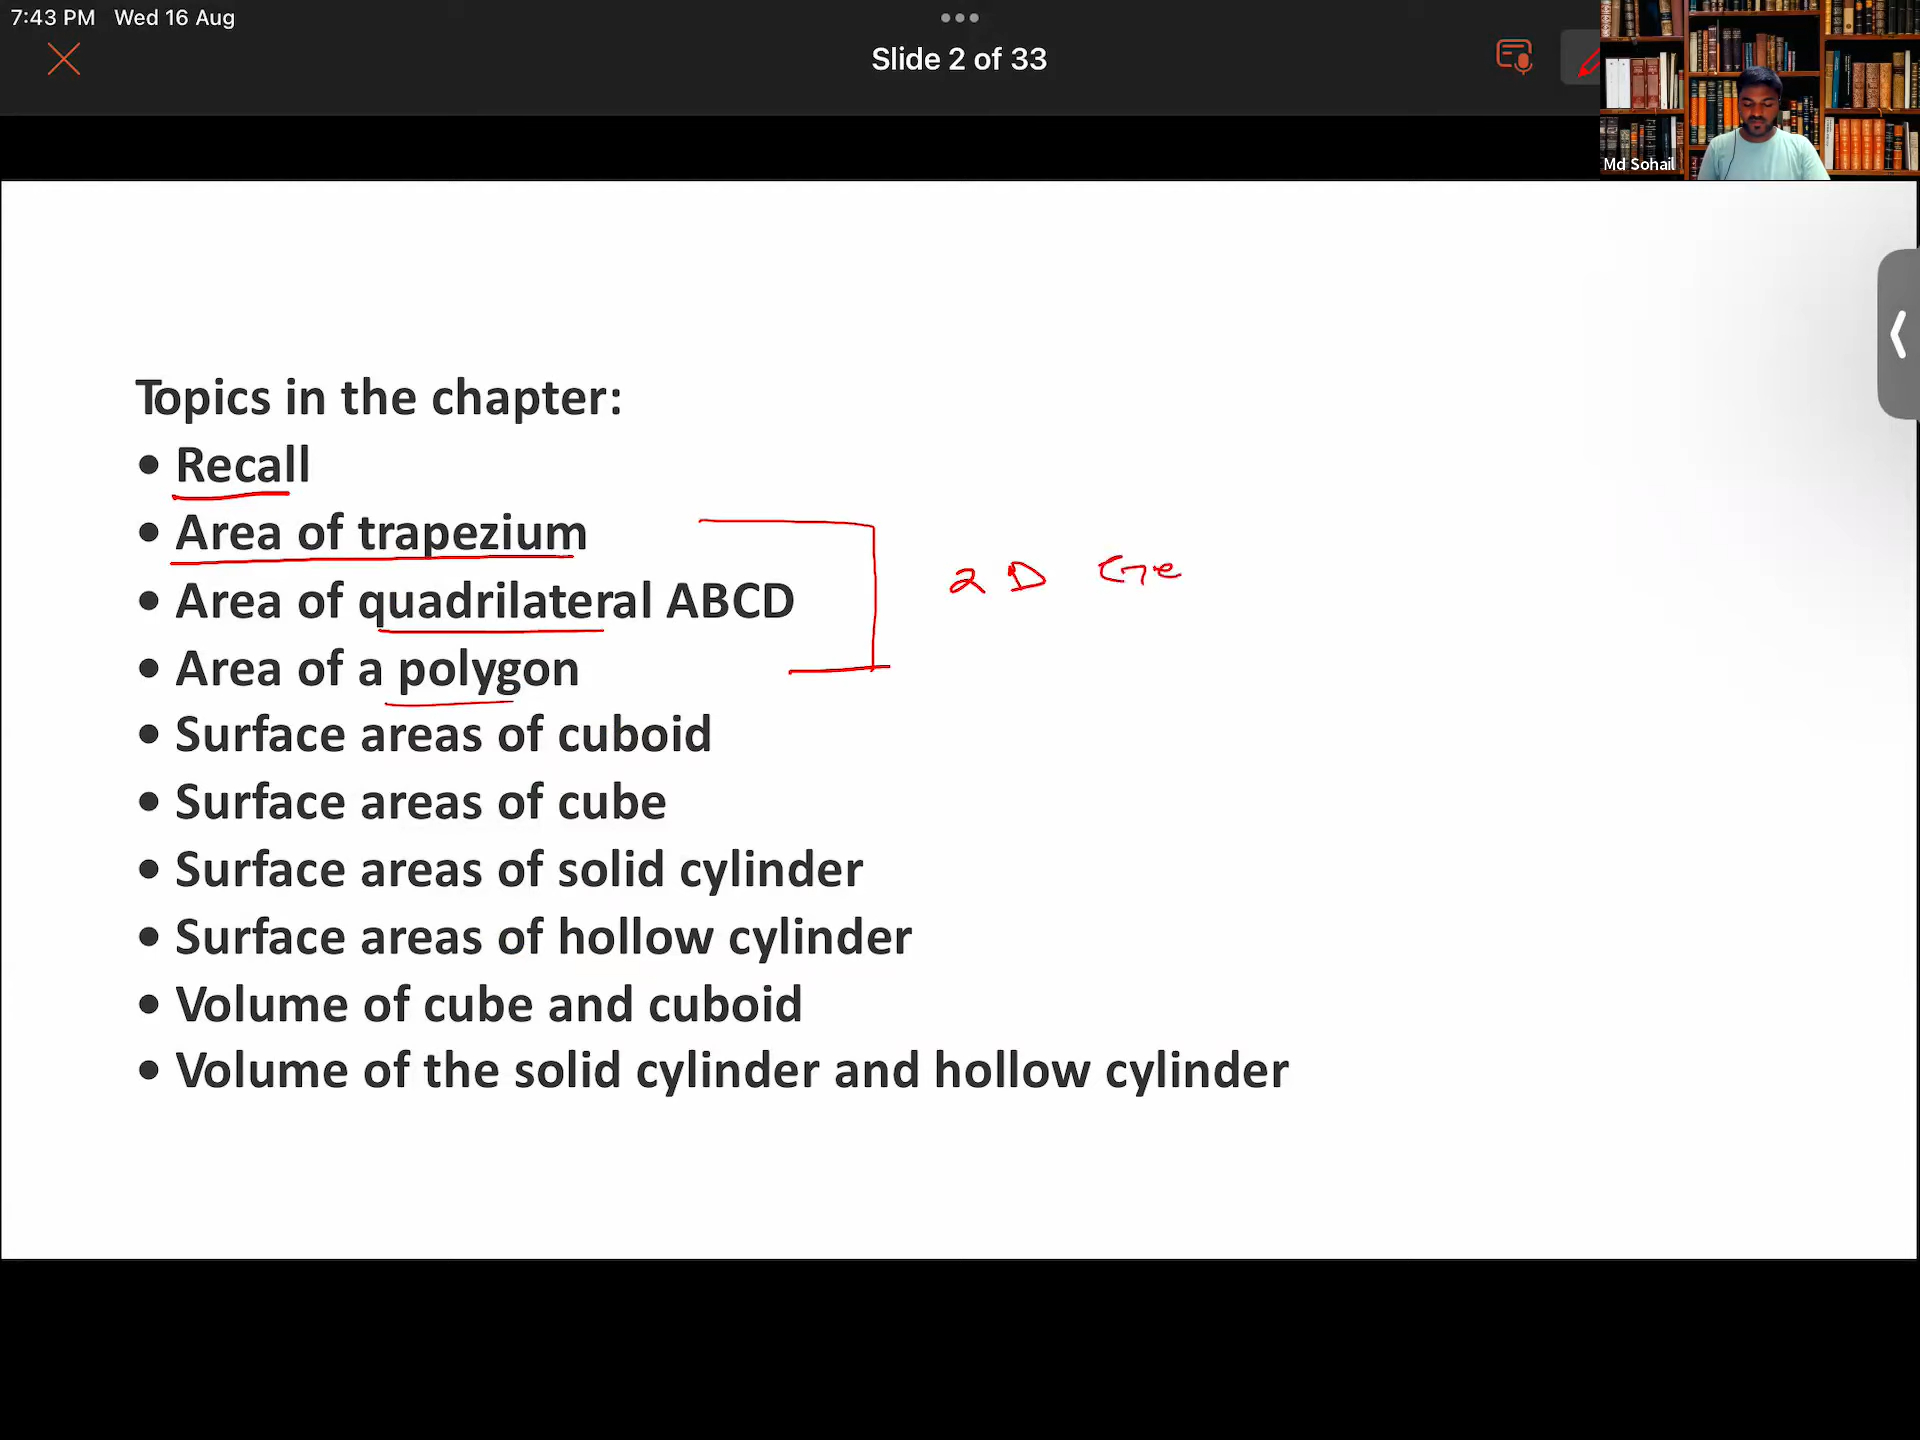 7:43 PM Wed 16 Aug
Slide 2 of 33
Md Sohail
Topics in the chapter:
• Recall
• Area of trapezium
• Area of quadrilateral ABCD
• Area of a polygon
2D Ge
• Surface areas of cuboid
• Surface areas of cube
• Surface areas of solid cylinder
• Surface areas of hollow cylinder
• Volume of cube and cuboid
• Volume of the solid cylinder and hollow cylinder